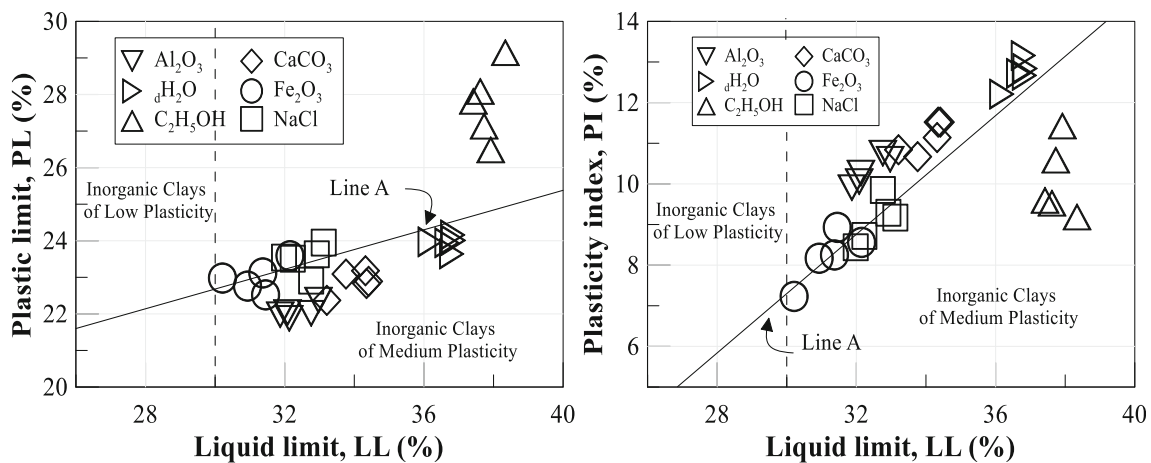 Plastic limit, PL (%)
30
28
26
24
22
20
Al₂O₃
CaCO₃
dH₂O
Fe₂O₃
C₂H₅OH
NaCl
Inorganic Clays
of Low Plasticity
Line A
Inorganic Clays
of Medium Plasticity
28
32
36
40
Liquid limit, LL (%)
Plasticity index, PI (%)
14
12
10
8
6
Al₂O₃
CaCO₃
dH₂O
Fe₂O₃
C₂H₅OH
NaCl
Inorganic Clays
of Low Plasticity
Inorganic Clays
of Medium Plasticity
Line A
28
32
36
40
Liquid limit, LL (%)